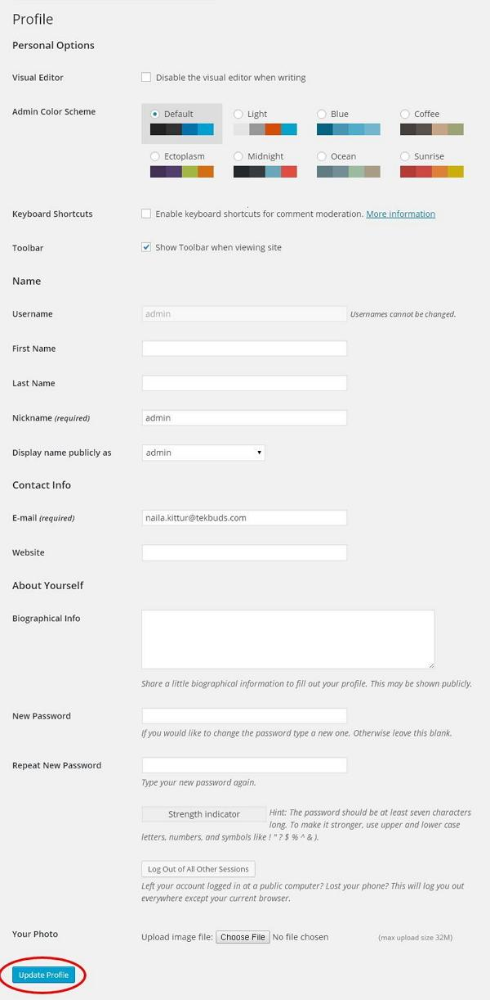 Profile
Personal Options
Visual Editor Disable the visual editor when writing
Admin Color Scheme Default Light Blue Coffee
Ectoplasm Midnight Ocean Sunrise
Keyboard Shortcuts Enable keyboard shortcuts for comment moderation. More information
Toolbar Show Toolbar when viewing site
Name
Username admin Usernames cannot be changed.
First Name
Last Name
Nickname (required) admin
Display name publicly as admin
Contact Info
E-mail (required) naila.kittur@tekbuds.com
Website
About Yourself
Biographical Info
Share a little biographical information to fill out your profile. This may be shown publicly.
New Password
If you would like to change the password type a new one. Otherwise leave this blank.
Repeat New Password
Type your new password again.
Strength indicator Hint: The password should be at least seven characters
long. To make it stronger, use upper and lower case
letters, numbers, and symbols like ! " ? $ % ^ & ).
Log Out of All Other Sessions
Left your account logged in at a public computer? Lost your phone? This will log you out
everywhere except your current browser.
Your Photo Upload image file: Choose File No file chosen (max upload size 32M)
Update Profile